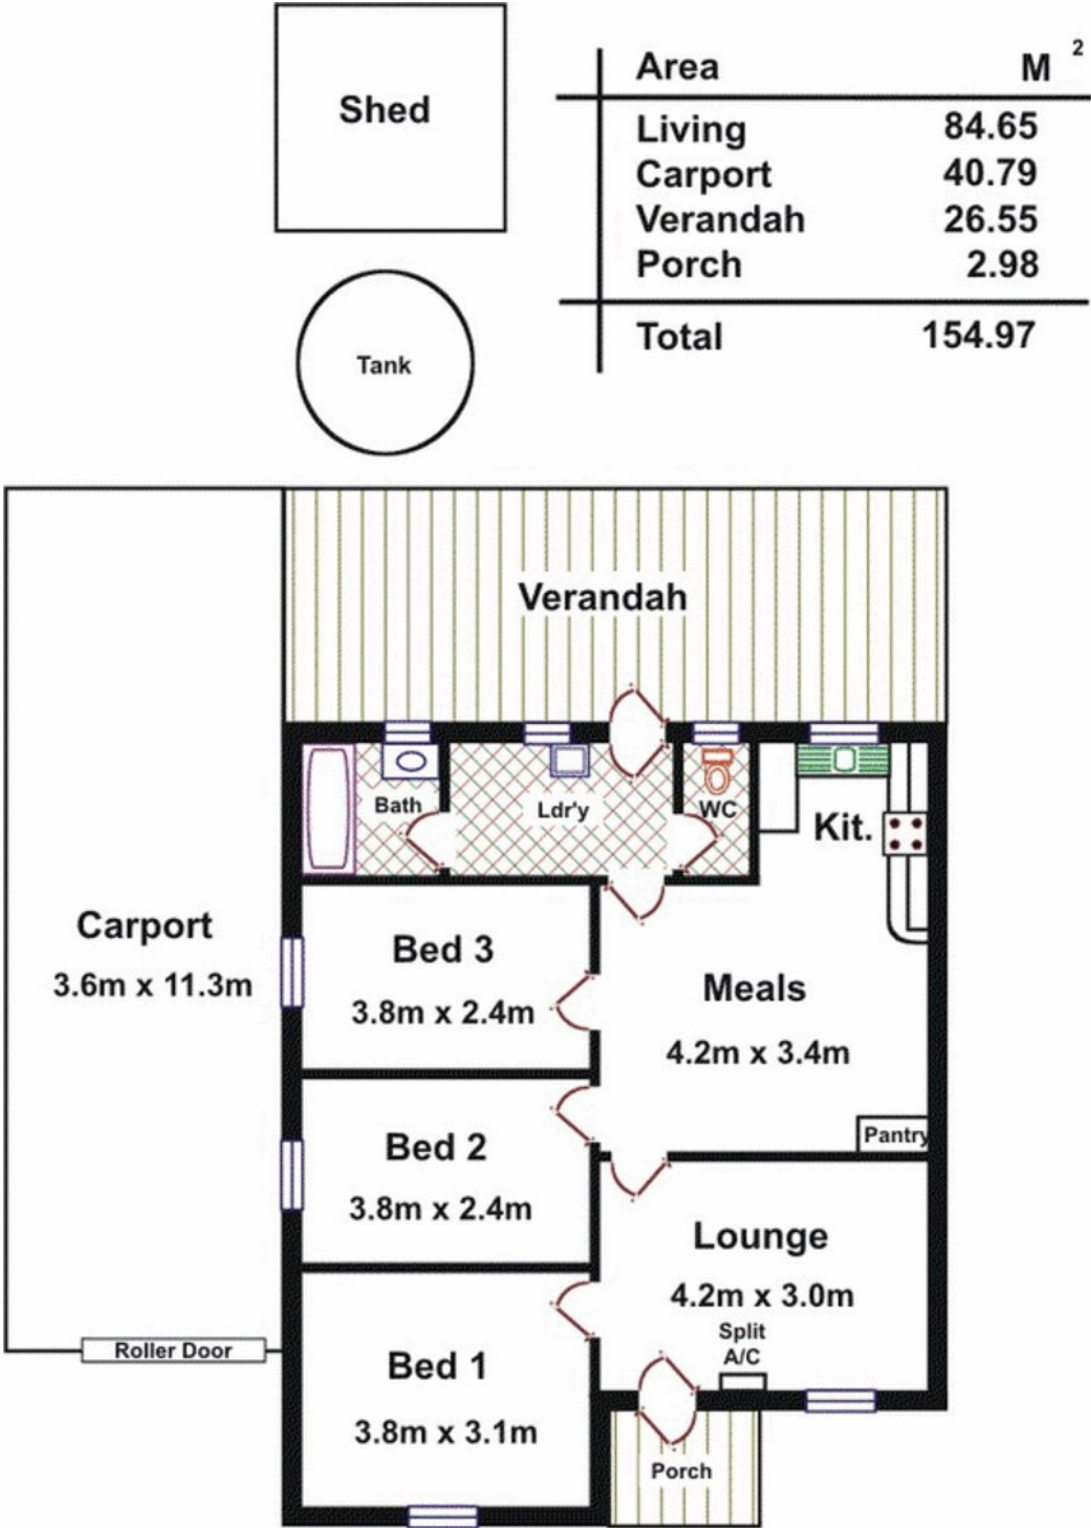 Shed
Area M 2
Living 84.65
Carport 40.79
Verandah 26.55
Porch 2.98
Total 154.97
Tank
Verandah
Bath
Ldr'y
WC
Kit.
Carport
3.6m x 11.3m
Bed 3
3.8m x 2.4m
Meals
4.2m x 3.4m
Pantry
Bed 2
3.8m x 2.4m
Lounge
4.2m x 3.0m
Split
A/C
Roller Door
Bed 1
3.8m x 3.1m
Porch